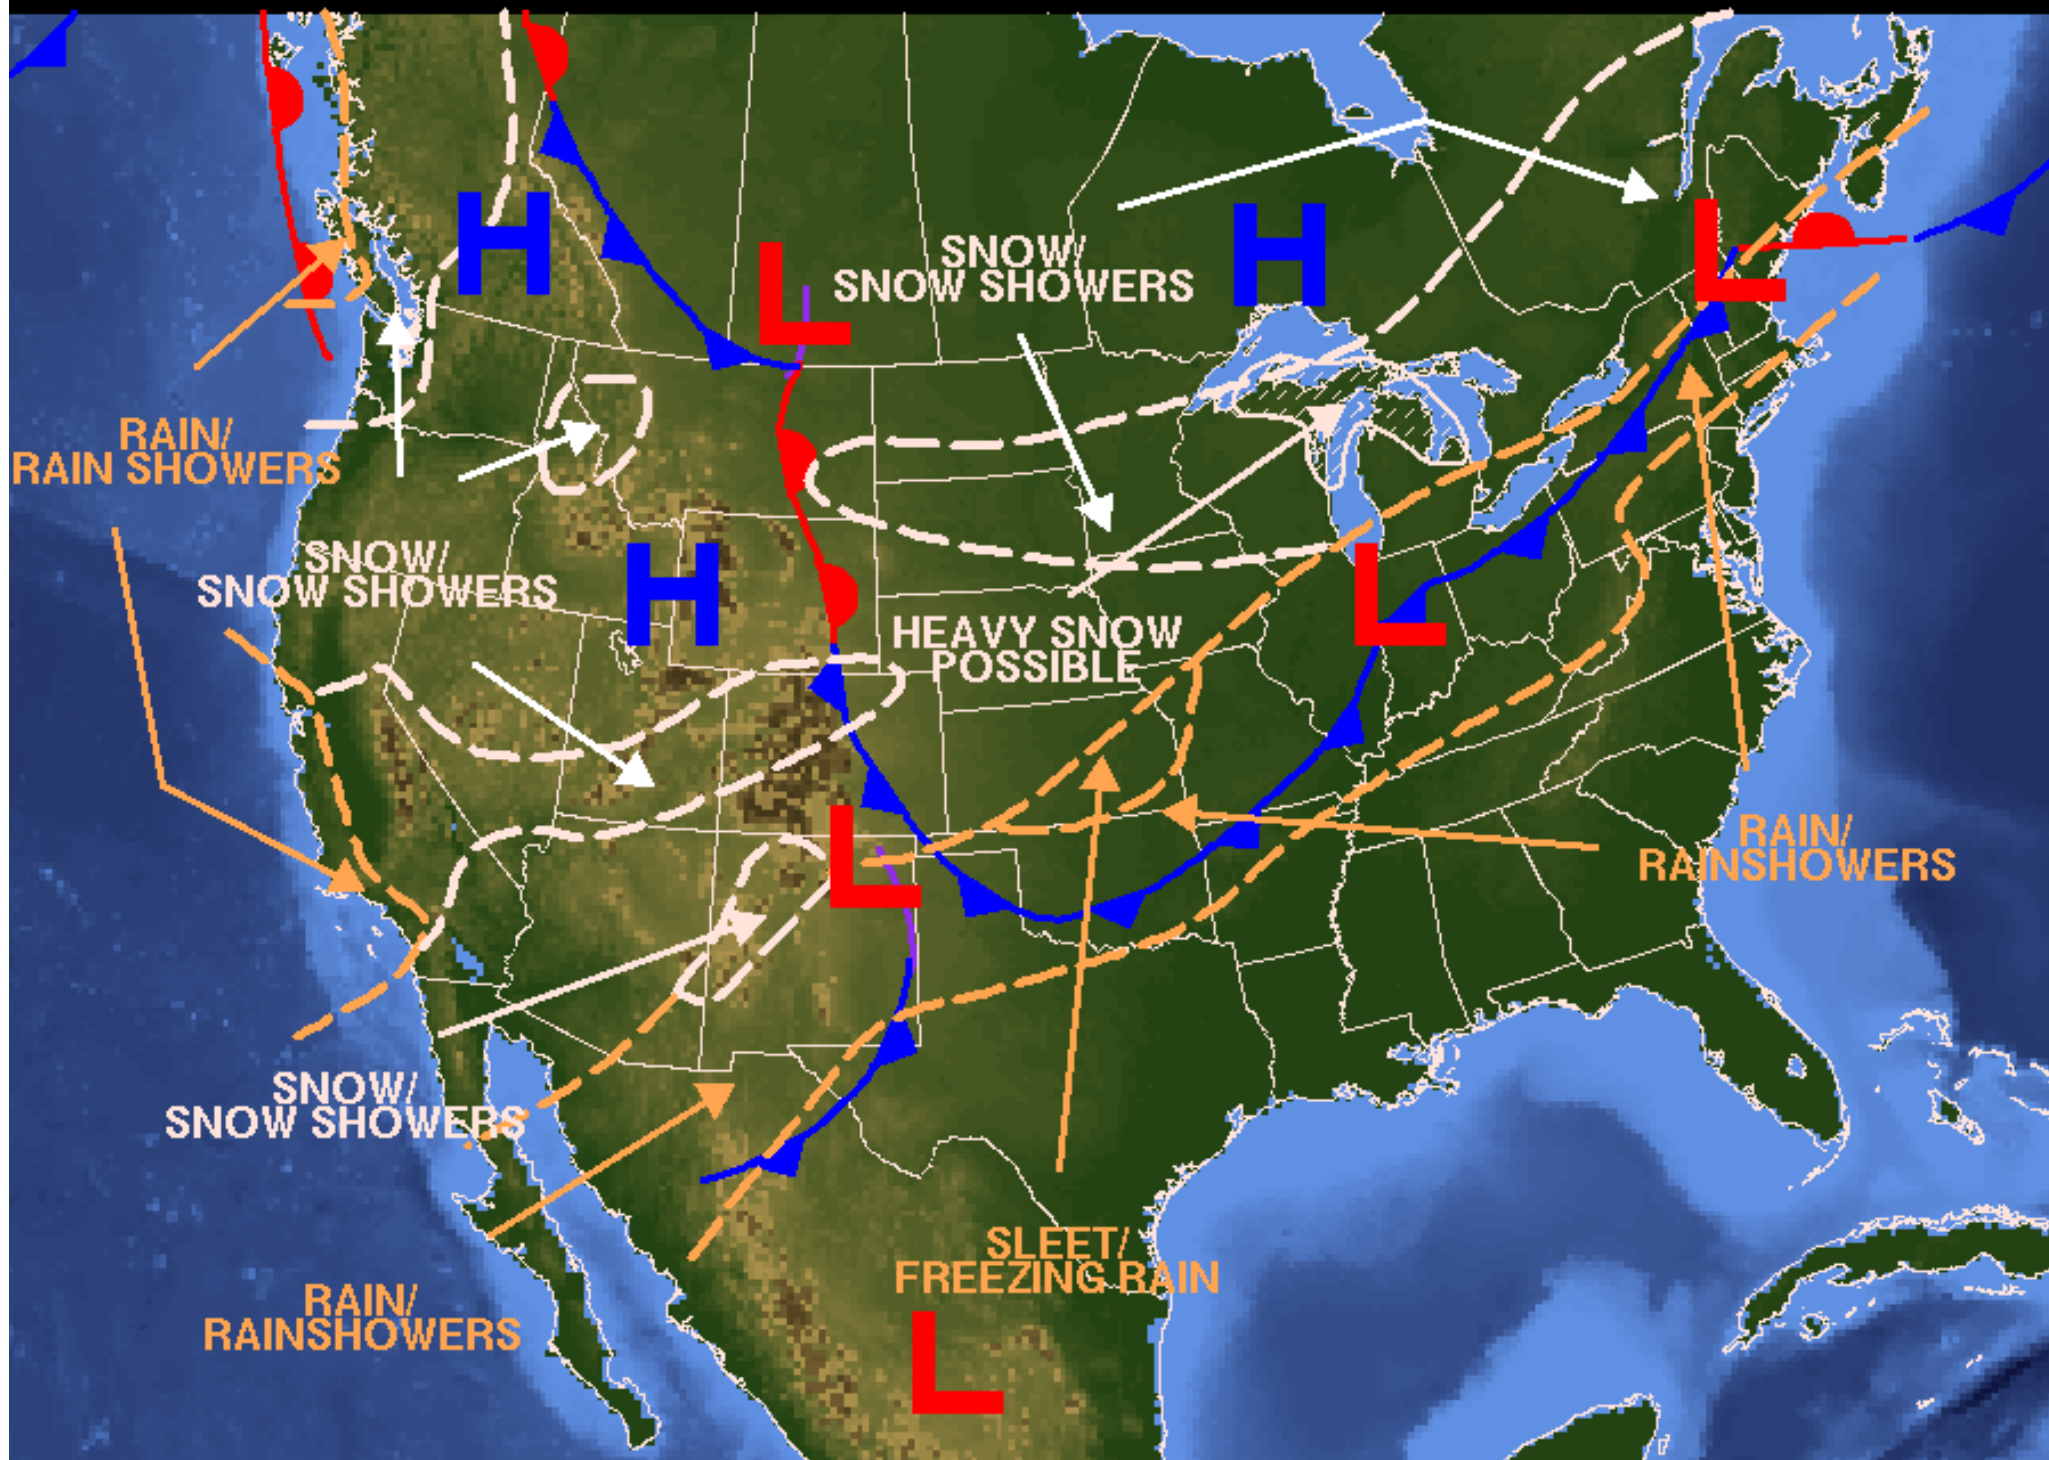 H
H
L
SNOW/
SNOW SHOWERS
L
RAIN/
RAIN SHOWERS
SNOW/
SNOW SHOWERS
H
L
HEAVY SNOW
POSSIBLE
L
RAIN/
RAINSHOWERS
SNOW/
SNOW SHOWERS
SLEET/
FREEZING RAIN
RAIN/
RAINSHOWERS
L